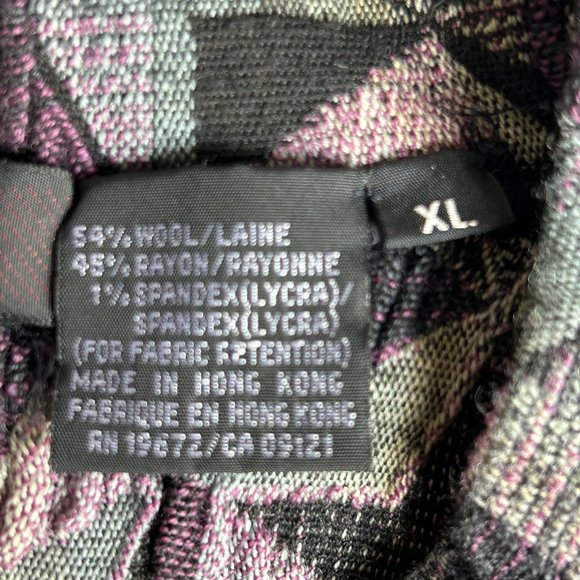 54% WOOL/LAINE
45% RAYON/RAYONNE
1% SPANDEX(LYCRA)/
SPANDEX(LYCRA)
(FOR FABRIC RETENTION)
MADE IN HONG KONG
FABRIQUE EN HONG KONG
RN 19672/CA 09121
XL